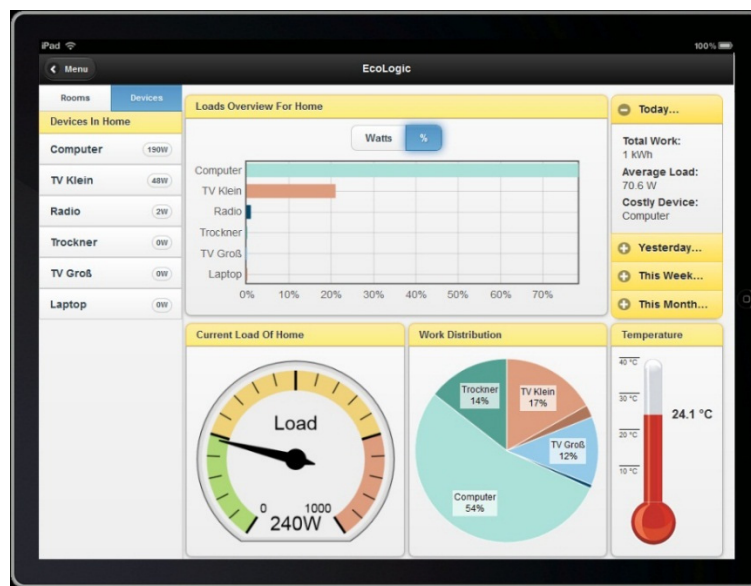 iPad
100%
Menu
EcoLogic
Rooms
Devices
Devices In Home
Computer
190W
TV Klein
48W
Radio
2W
Trockner
0W
TV Groß
0W
Laptop
0W
Loads Overview For Home
Watts
%
Computer
TV Klein
Radio
Trockner
TV Groß
Laptop
0% 10% 20% 30% 40% 50% 60% 70%
Today...
Total Work:
1 kWh
Average Load:
70.6 W
Costly Device:
Computer
Yesterday...
This Week...
This Month...
Current Load Of Home
Load
0 1000
240W
Work Distribution
Trockner
14%
TV Klein
17%
TV Groß
12%
Computer
54%
Temperature
40 °C
30 °C
20 °C
10 °C
24.1 °C